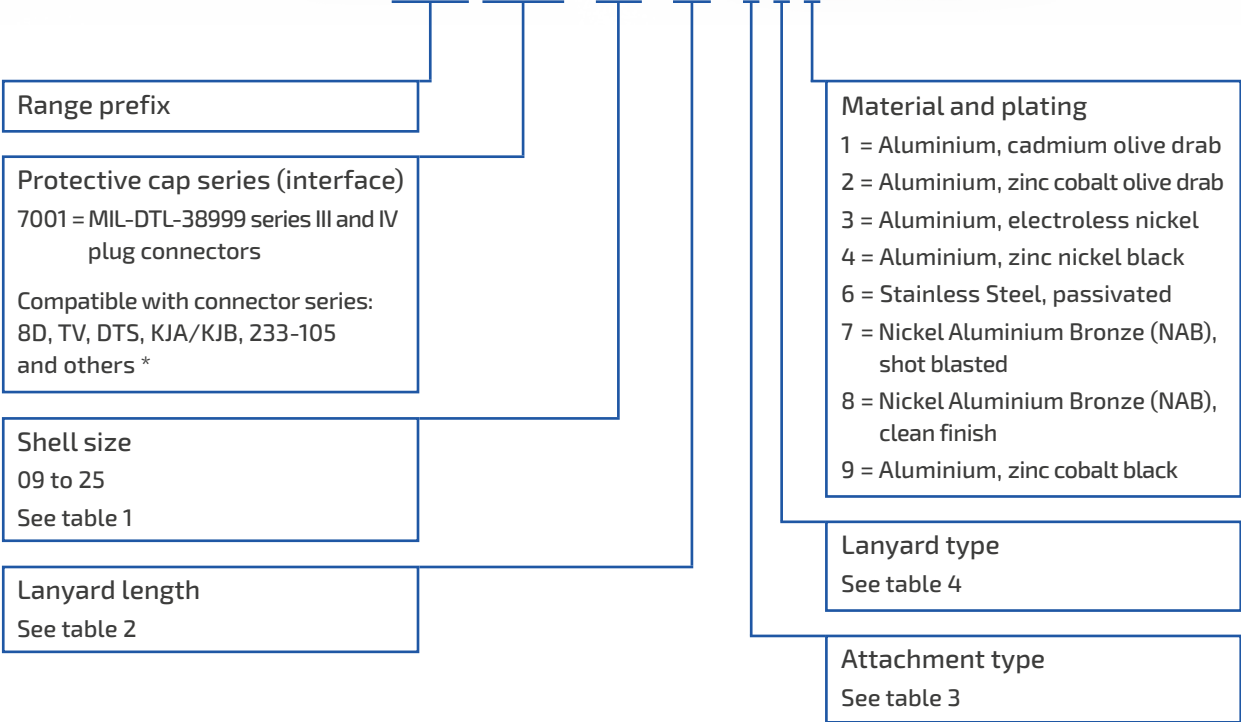 Range prefix
Protective cap series (interface)
7001 = MIL-DTL-38999 series III and IV
plug connectors
Compatible with connector series:
8D, TV, DTS, KJA/KJB, 233-105
and others *
Shell size
09 to 25
See table 1
Lanyard length
See table 2
Material and plating
1 = Aluminium, cadmium olive drab
2 = Aluminium, zinc cobalt olive drab
3 = Aluminium, electroless nickel
4 = Aluminium, zinc nickel black
6 = Stainless Steel, passivated
7 = Nickel Aluminium Bronze (NAB),
shot blasted
8 = Nickel Aluminium Bronze (NAB),
clean finish
9 = Aluminium, zinc cobalt black
Lanyard type
See table 4
Attachment type
See table 3